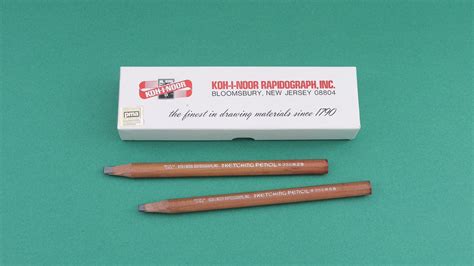 KOH-I-NOOR
KOH-I-NOOR RAPIDOGRAPH, INC.
BLOOMSBURY, NEW JERSEY 08804
pma
the finest in drawing materials since 1790
SKETCHING PENCIL
SKETCHING PENCIL